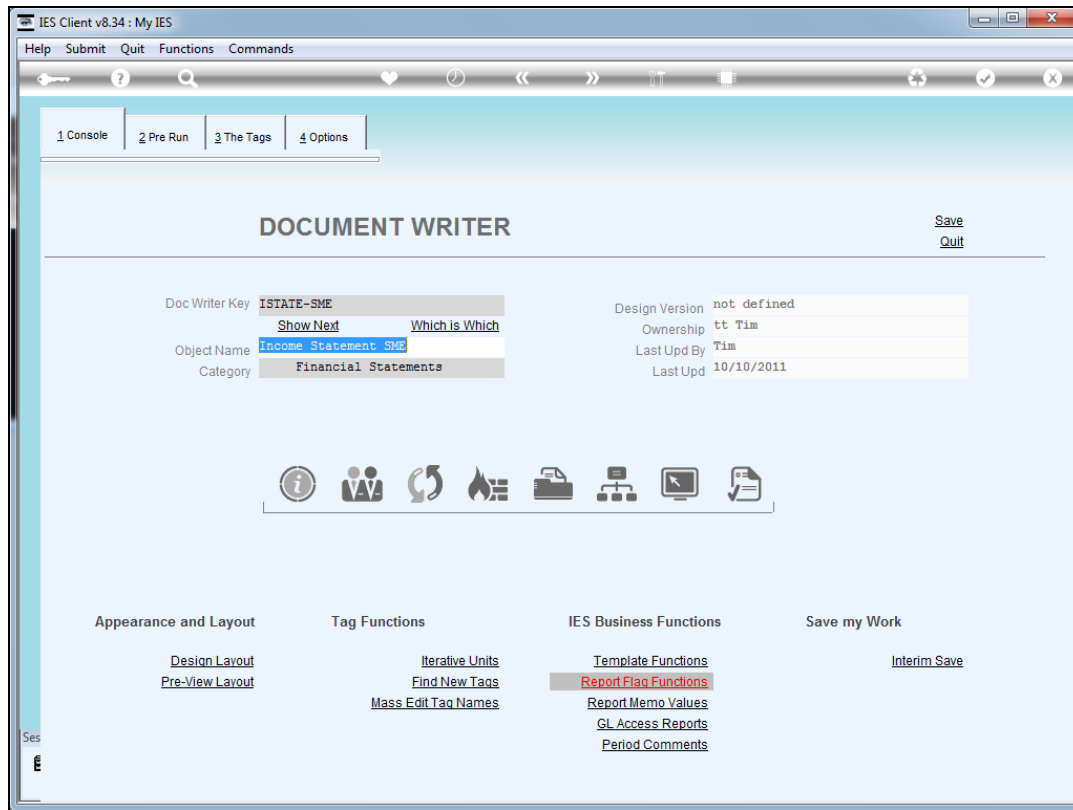 IES Client v8.34 : My IES
Help Submit Quit Functions Commands
1 Console
2 Pre Run
3 The Tags
4 Options
DOCUMENT WRITER
Save
Quit
Doc Writer Key ISTATE-SME
Show Next Which is Which
Object Name Income Statement SME
Category Financial Statements
Design Version not defined
Ownership tt Tim
Last Upd By Tim
Last Upd 10/10/2011
Appearance and Layout
Design Layout
Pre-View Layout
Tag Functions
Iterative Units
Find New Tags
Mass Edit Tag Names
IES Business Functions
Template Functions
Report Flag Functions
Report Memo Values
GL Access Reports
Period Comments
Save my Work
Interim Save
Ses